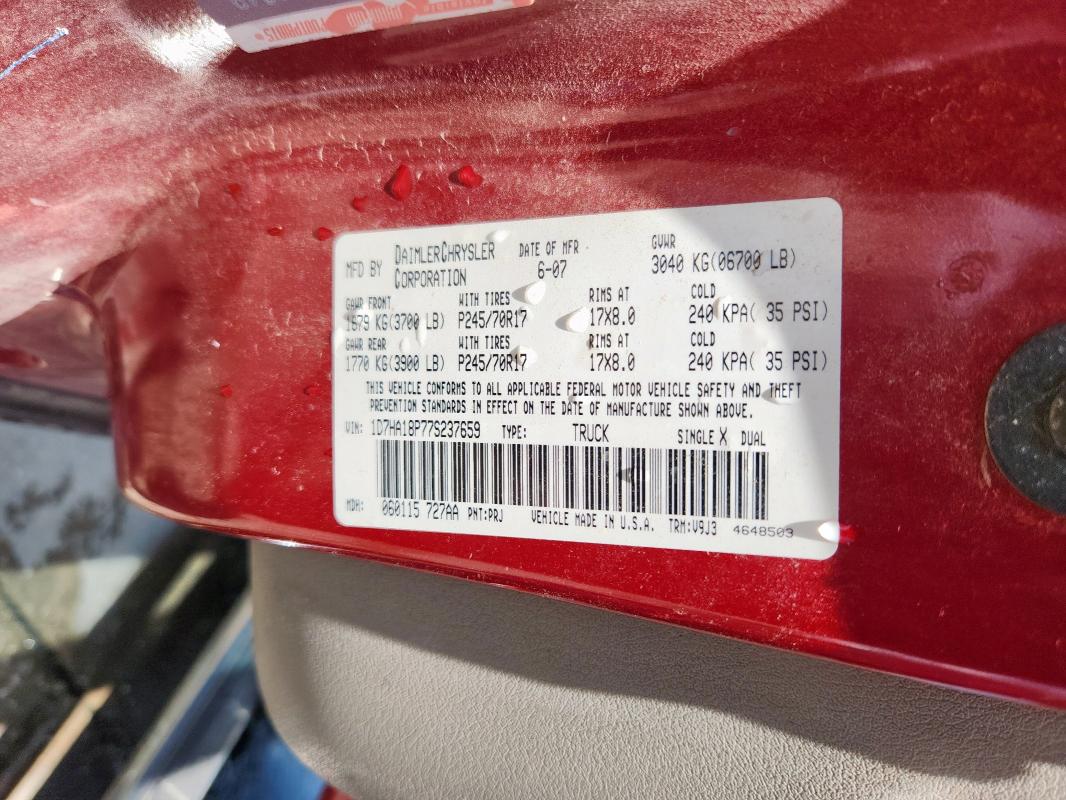 FOOTPRINTS
MFD BY DAIMLERCHRYSLER CORPORATION DATE OF MFR 6-07 GVWR 3040 KG(06700 LB)
GAWR FRONT WITH TIRES RIMS AT COLD
1679 KG(3700 LB) P245/70R17 17X8.0 240 KPA( 35 PSI)
GAWR REAR WITH TIRES RIMS AT COLD
1770 KG(3900 LB) P245/70R17 17X8.0 240 KPA( 35 PSI)
THIS VEHICLE CONFORMS TO ALL APPLICABLE FEDERAL MOTOR VEHICLE SAFETY AND THEFT
PREVENTION STANDARDS IN EFFECT ON THE DATE OF MANUFACTURE SHOWN ABOVE.
VIN: 1D7HA18P77S237659 TYPE: TRUCK SINGLE X DUAL
MDH: 060115 727AA PNT:PRJ VEHICLE MADE IN U.S.A. TRM:V9J3 4648503